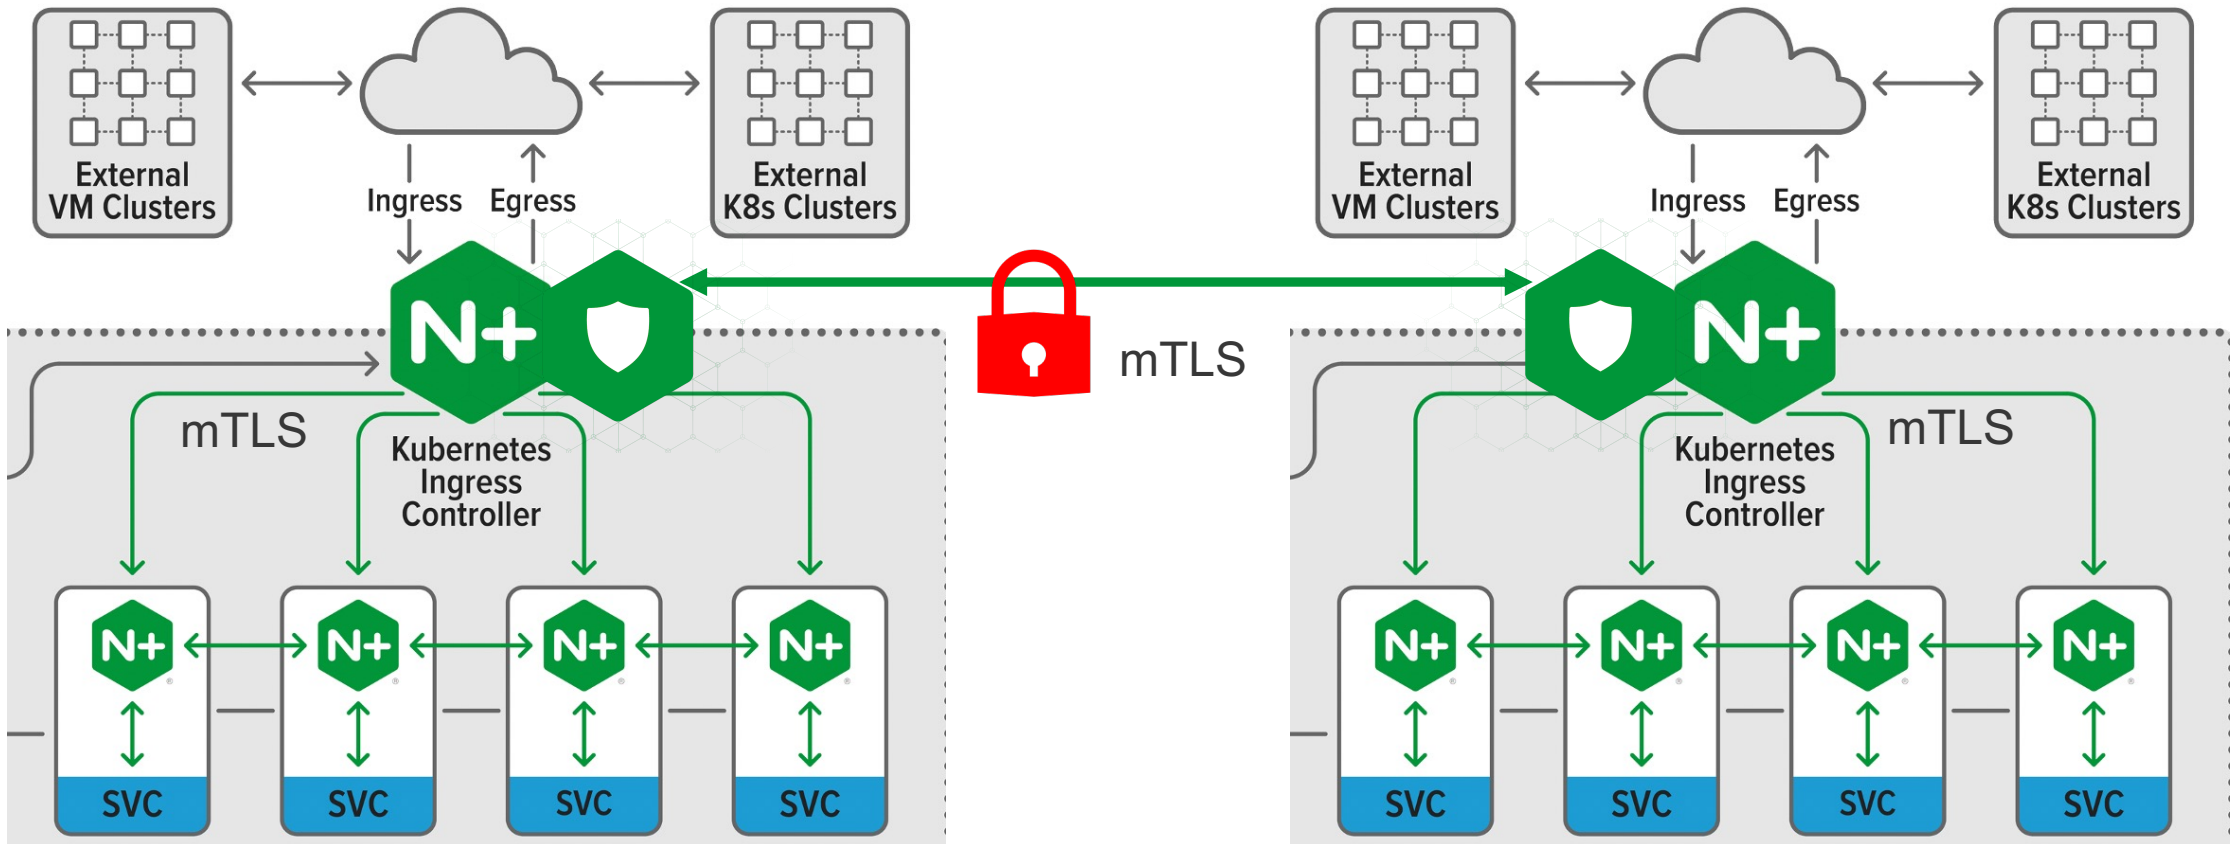 External
VM Clusters
Ingress
Egress
External
K8s Clusters
N+
mTLS
Kubernetes
Ingress
Controller
N+
N+
N+
N+
SVC
SVC
SVC
SVC
mTLS
External
VM Clusters
Ingress
Egress
External
K8s Clusters
N+
mTLS
Kubernetes
Ingress
Controller
N+
N+
N+
N+
SVC
SVC
SVC
SVC